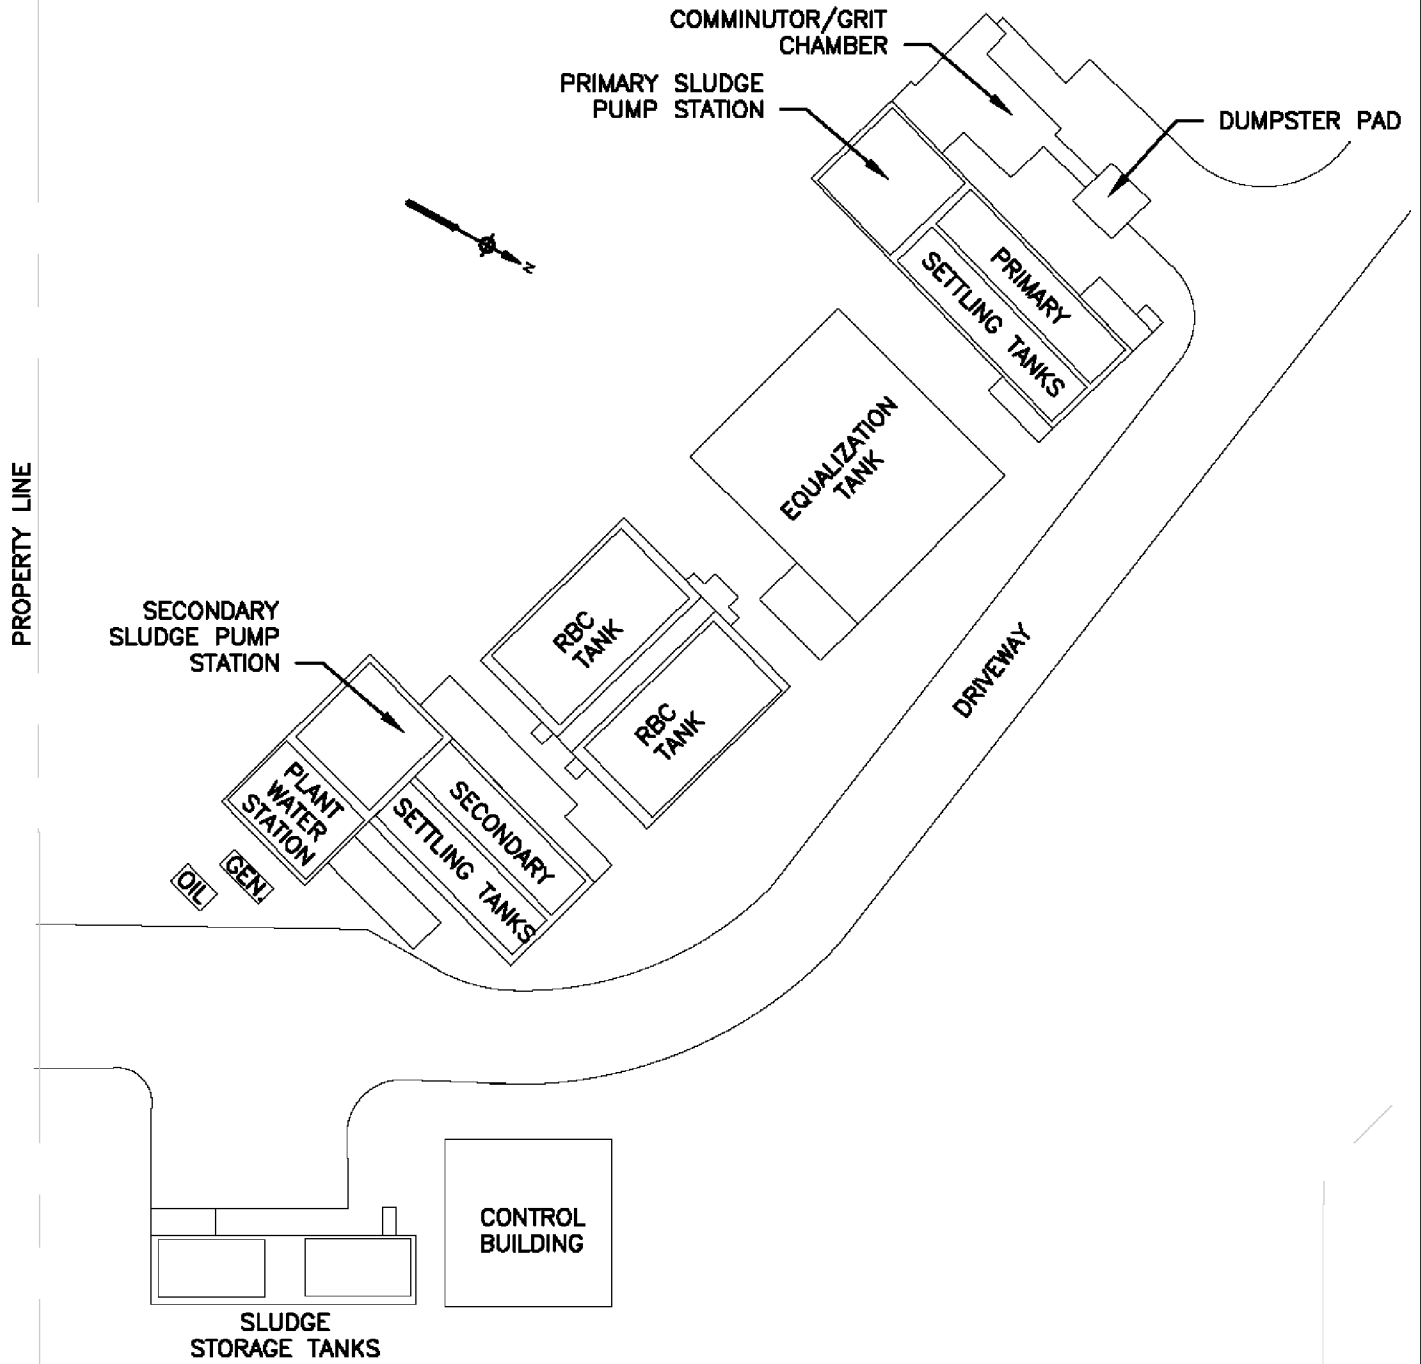 COMMINUTOR/GRIT
CHAMBER
PRIMARY SLUDGE
PUMP STATION
DUMPSTER PAD
N
PRIMARY
SETTLING TANKS
EQUALIZATION
TANK
PROPERTY LINE
SECONDARY
SLUDGE PUMP
STATION
RBC
TANK
RBC
TANK
DRIVEWAY
PLANT
WATER
STATION
SECONDARY
SETTLING TANKS
OIL
GEN.
CONTROL
BUILDING
SLUDGE
STORAGE TANKS